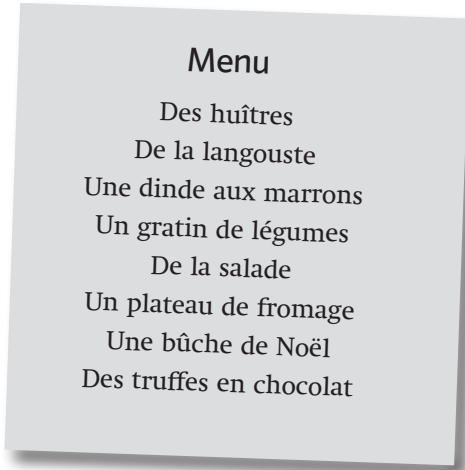 Menu
Des huîtres
De la langouste
Une dinde aux marrons
Un gratin de légumes
De la salade
Un plateau de fromage
Une bûche de Noël
Des truffes en chocolat